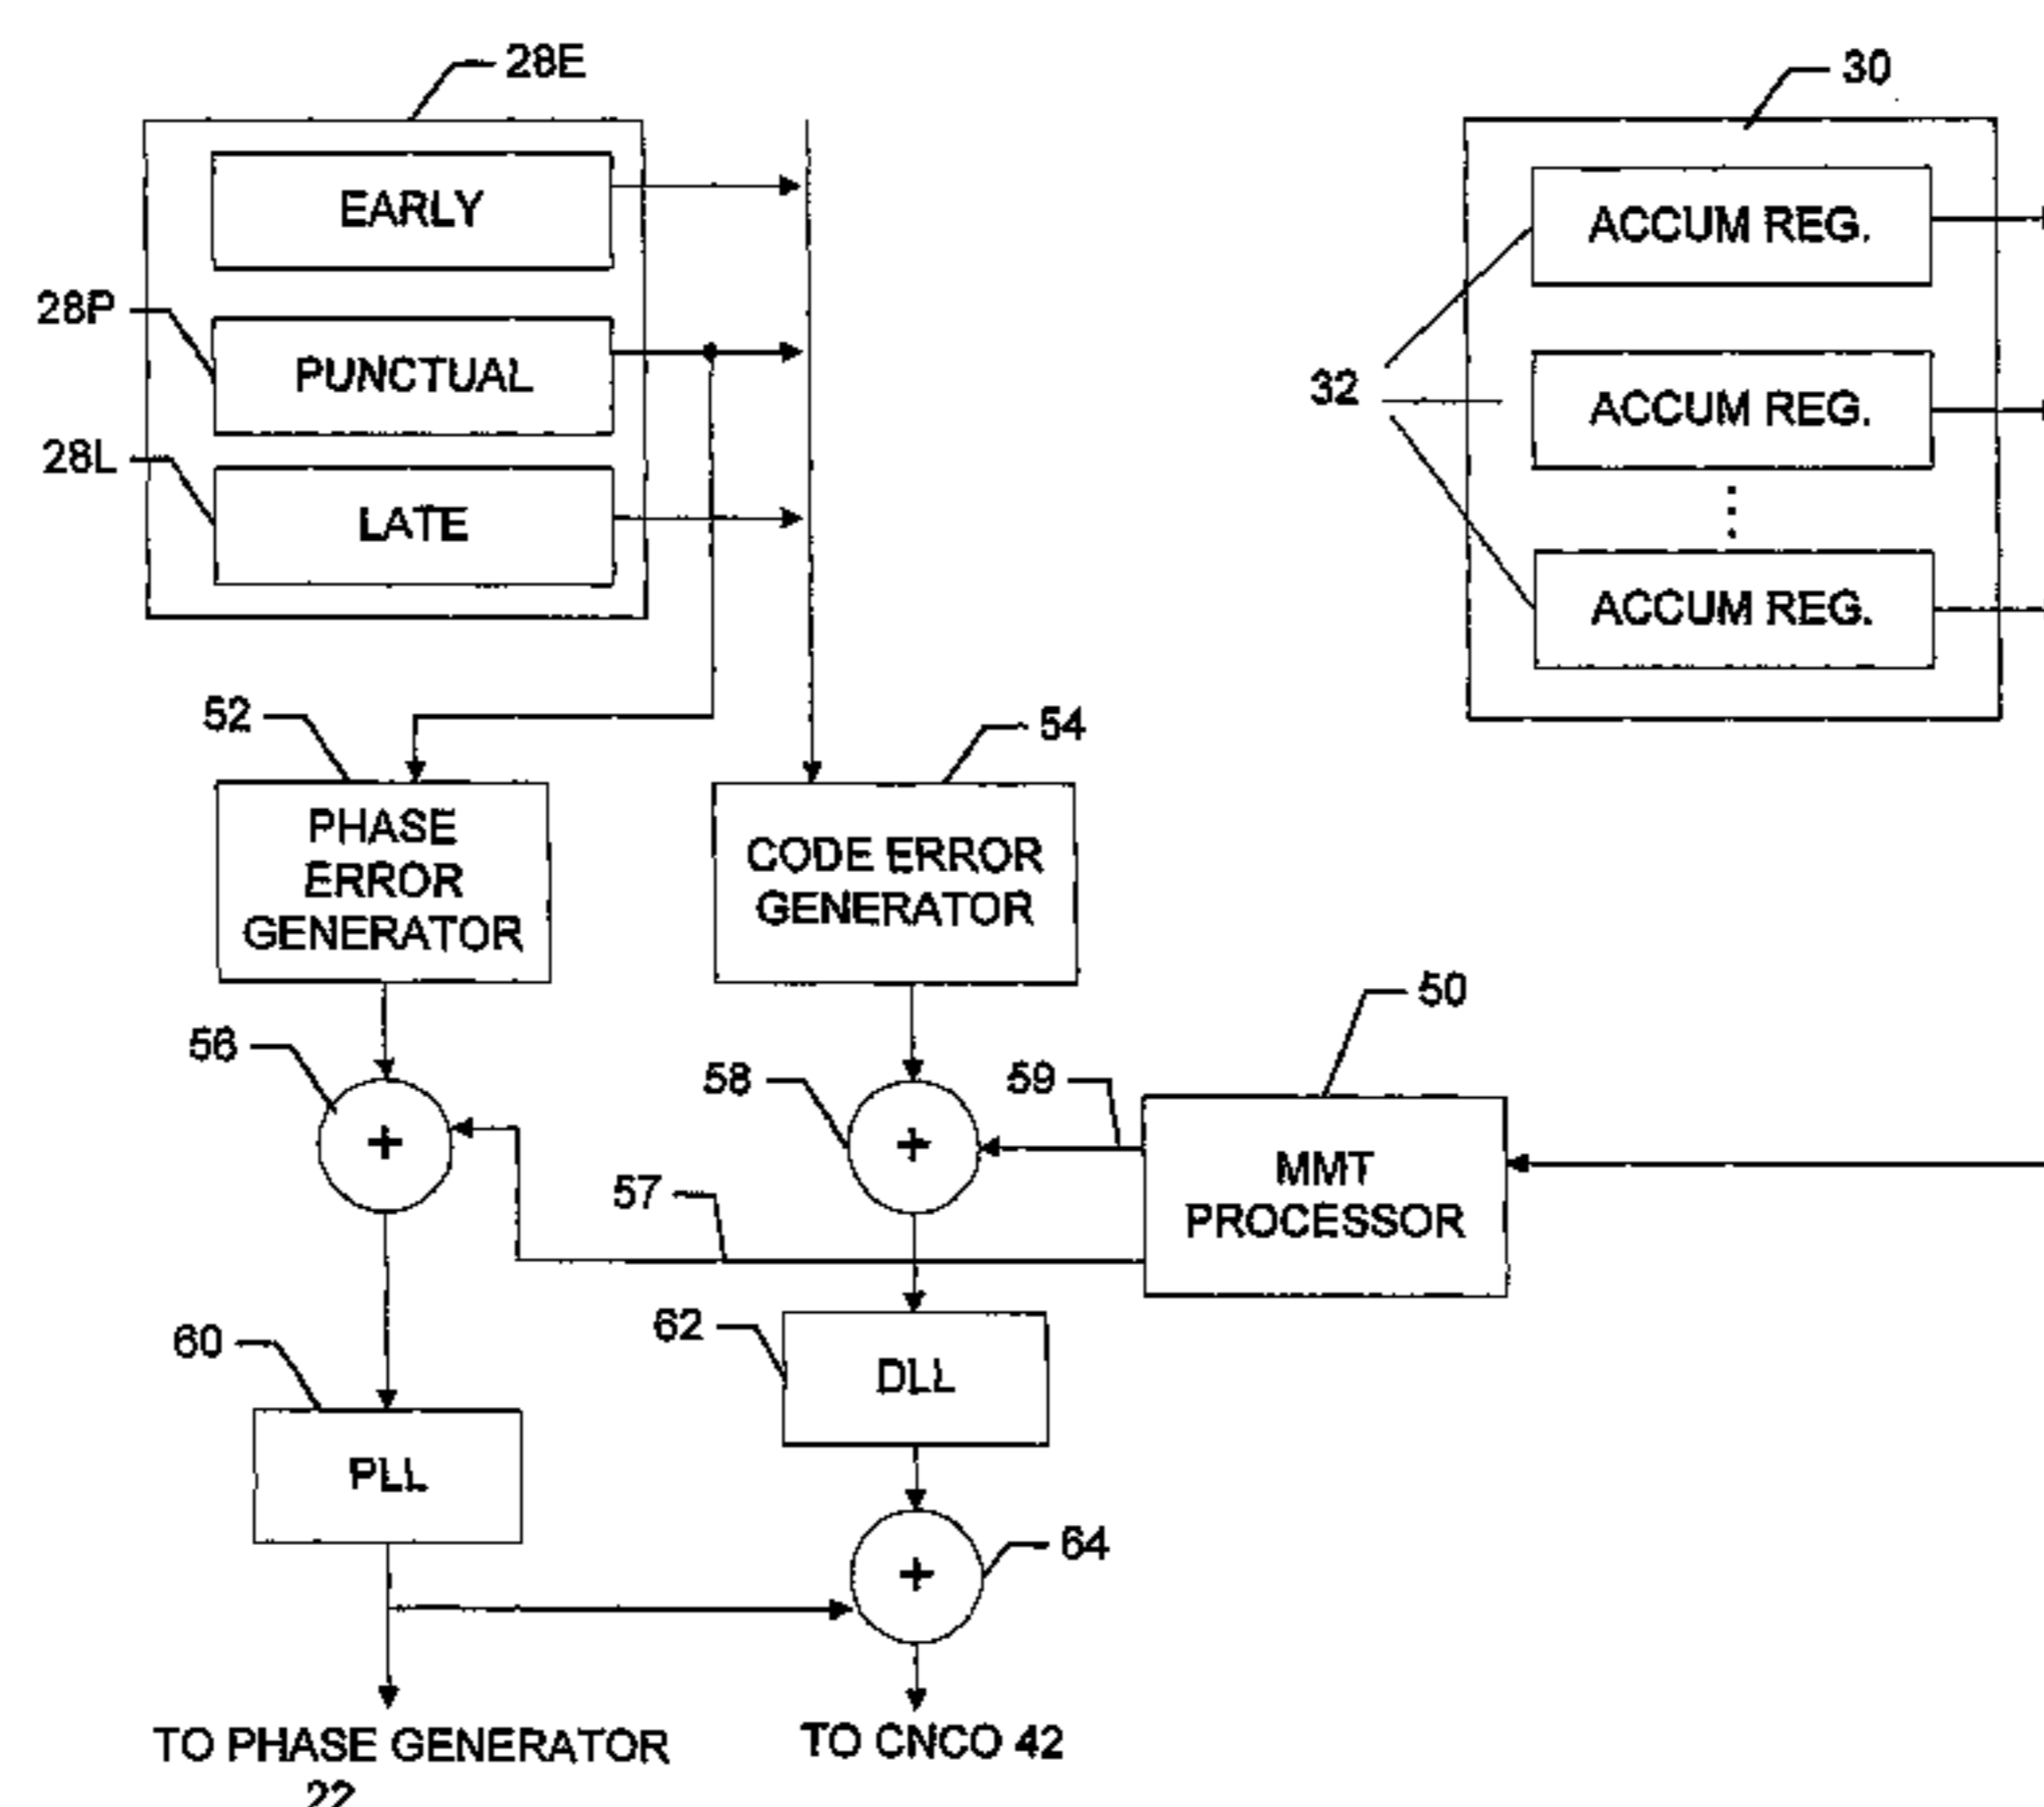 28E
30
EARLY
ACCUM REG.
28P
PUNCTUAL
32
ACCUM REG.
28L
LATE
ACCUM REG.
52
54
PHASE
ERROR
GENERATOR
CODE ERROR
GENERATOR
50
56
+
58
+
59
MMT
PROCESSOR
57
60
PLL
62
DLL
+
64
TO PHASE GENERATOR
22
TO CNCO 42